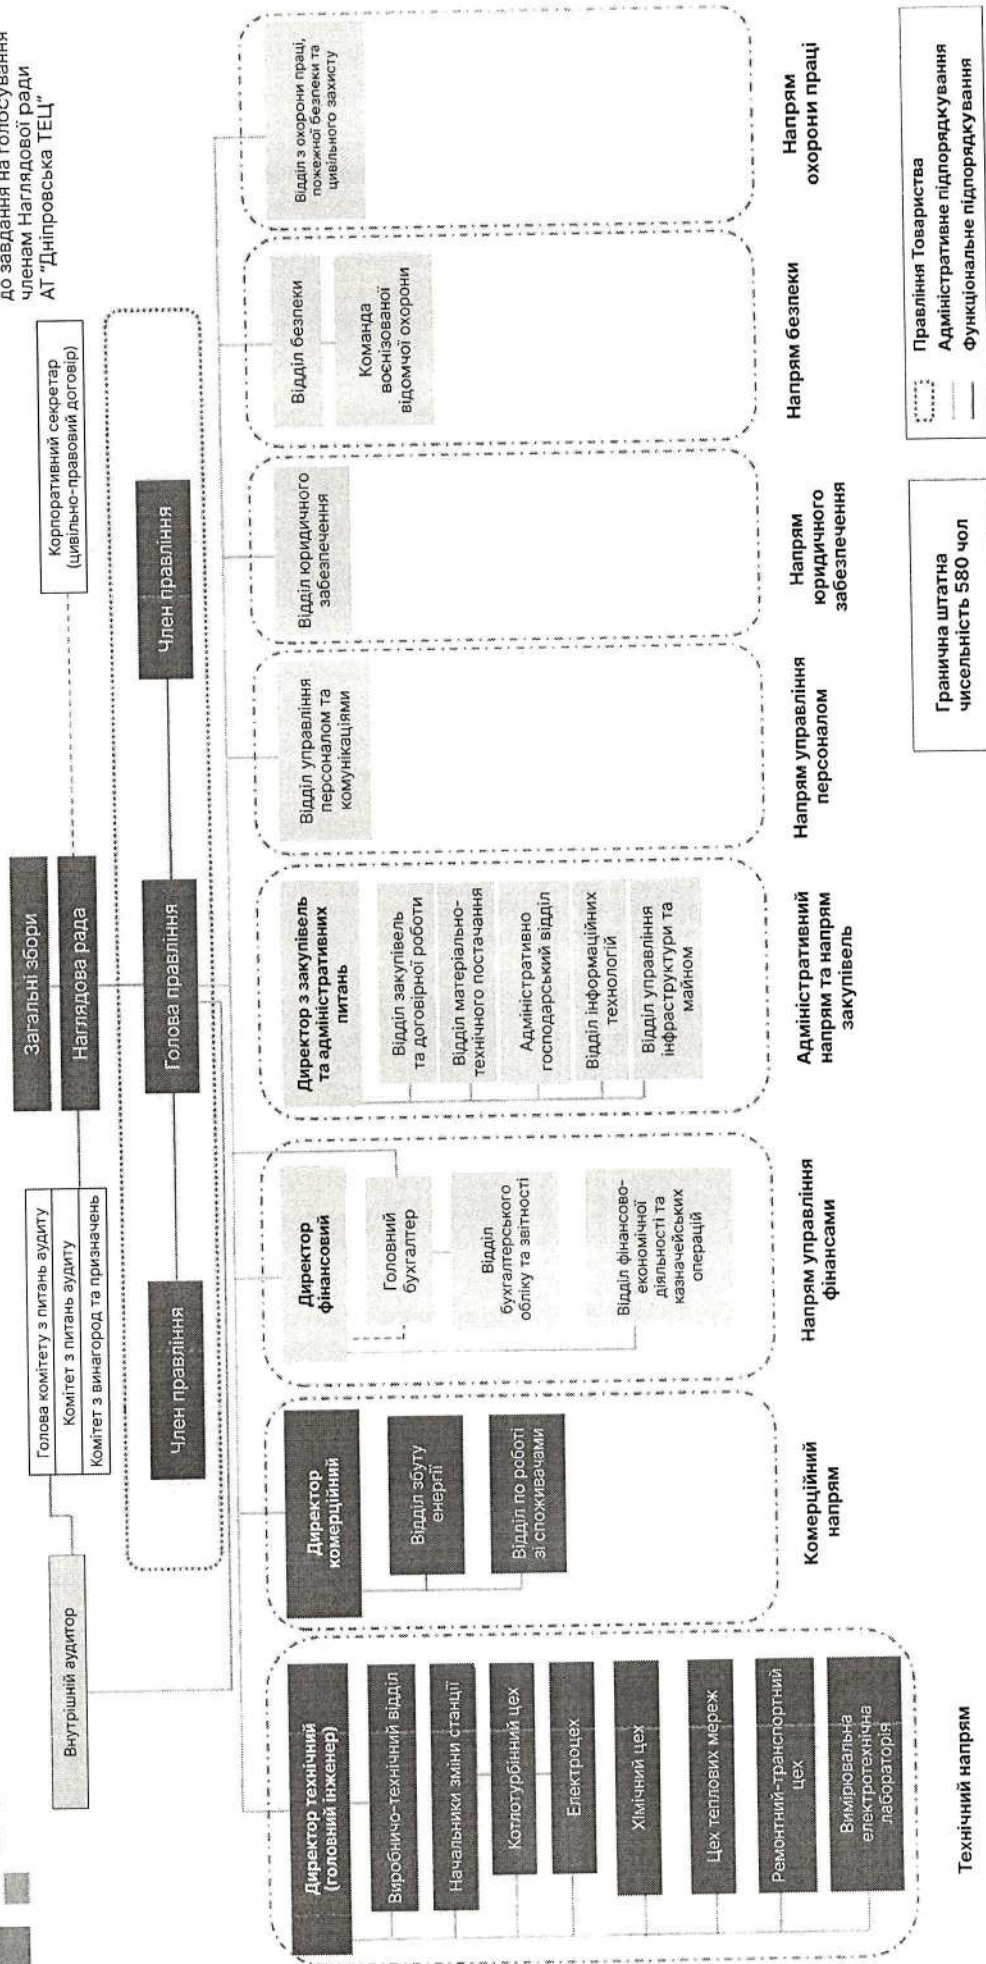 до завдання на голосування
членам Наглядової ради
АТ "Дніпровська ТЕЦ"
Загальні збори
Наглядова рада
Корпоративний секретар
(цивільно-правовий договір)
Голова комітету з питань аудиту
Комітет з питань аудиту
Комітет з винагород та призначень
Внутрішній аудитор
Член правління
Голова правління
Член правління
Директор технічний
(головний інженер)
Виробничо-технічний відділ
Начальники зміни станції
Котлотурбінний цех
Електроцех
Хімічний цех
Цех теплових мереж
Ремонтний-транспортний
цех
Вимірювальна
електротехнічна
лабораторія
Технічний напрям
Директор
комерційний
Відділ збуту
енергії
Відділ по роботі
зі споживачами
Комерційний
напрям
Директор
фінансовий
Головний
бухгалтер
Відділ
бухгалтерського
обліку та звітності
Відділ фінансово-
економічної
діяльності та
казначейських
операцій
Напрям управління
фінансами
Директор з закупівель
та адміністративних
питань
Відділ закупівель
та договірної роботи
Відділ матеріально-
технічного постачання
Адміністративно
господарський відділ
Відділ інформаційних
технологій
Відділ управління
інфраструктури та
майном
Адміністративний
напрям та напрям
закупівель
Відділ управління
персоналом та
комунікаціями
Напрям управління
персоналом
Відділ юридичного
забезпечення
Напрям
юридичного
забезпечення
Відділ безпеки
Команда
воєнізованої
відомчої охорони
Напрям безпеки
Відділ з охорони праці,
пожежної безпеки та
цивільного захисту
Напрям
охорони праці
Гранична штатна
чисельність 580 чол
Правління Товариства
Адміністративне підпорядкування
Функціональне підпорядкування